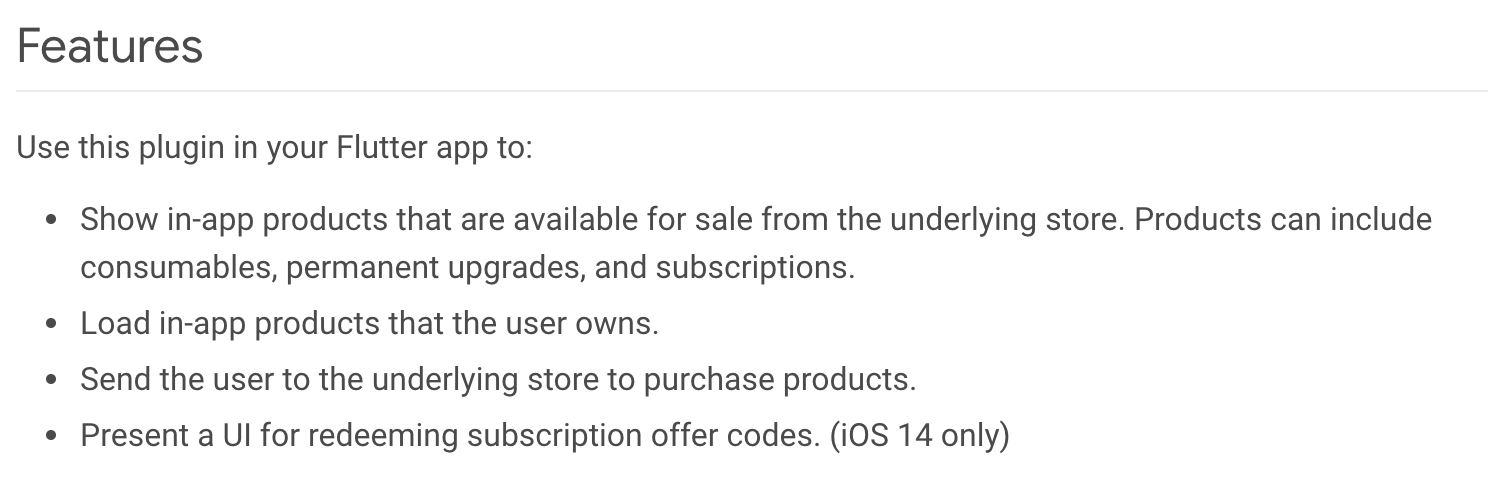 Features
Use this plugin in your Flutter app to:
• Show in-app products that are available for sale from the underlying store. Products can include
consumables, permanent upgrades, and subscriptions.
• Load in-app products that the user owns.
• Send the user to the underlying store to purchase products.
• Present a UI for redeeming subscription offer codes. (iOS 14 only)